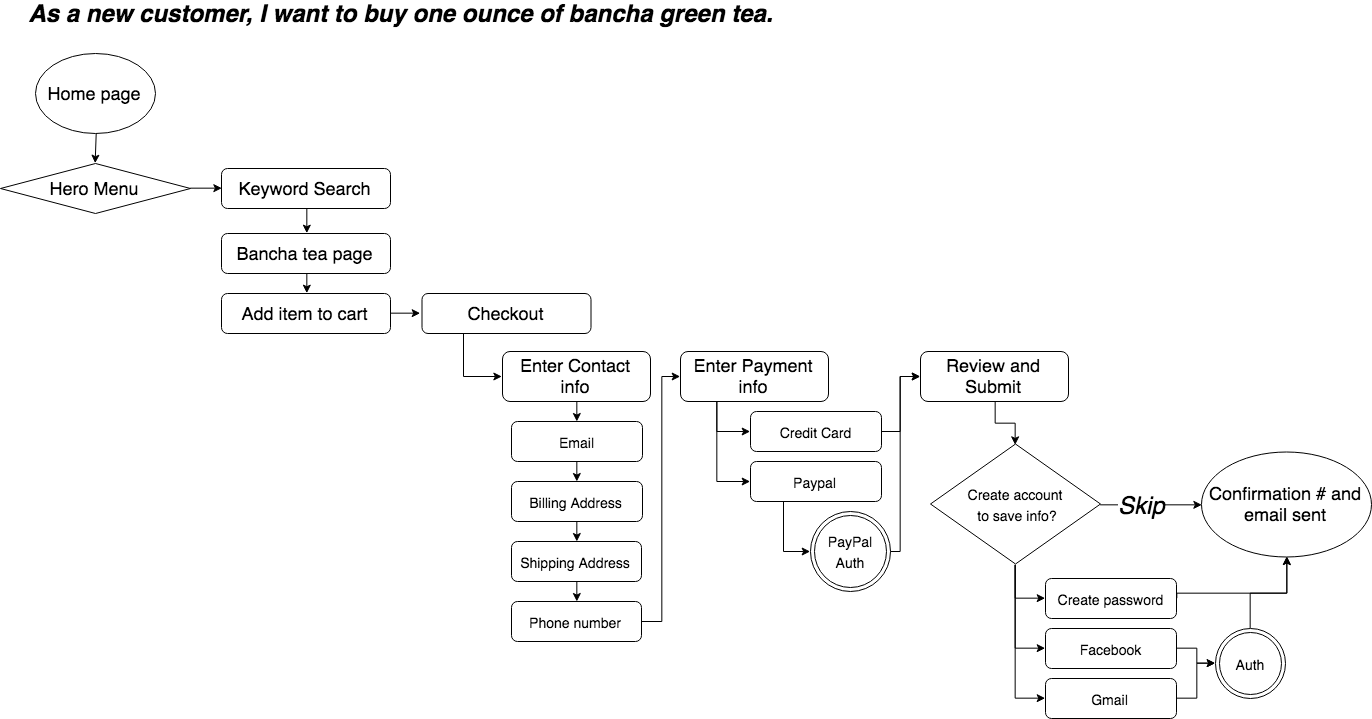 As a new customer, I want to buy one ounce of bancha green tea.
Home page
Hero Menu
Keyword Search
Bancha tea page
Add item to cart
Checkout
Enter Contact
info
Email
Billing Address
Shipping Address
Phone number
Enter Payment
info
Credit Card
Paypal
PayPal
Auth
Review and
Submit
Create account
to save info?
Skip
Confirmation # and
email sent
Create password
Facebook
Gmail
Auth